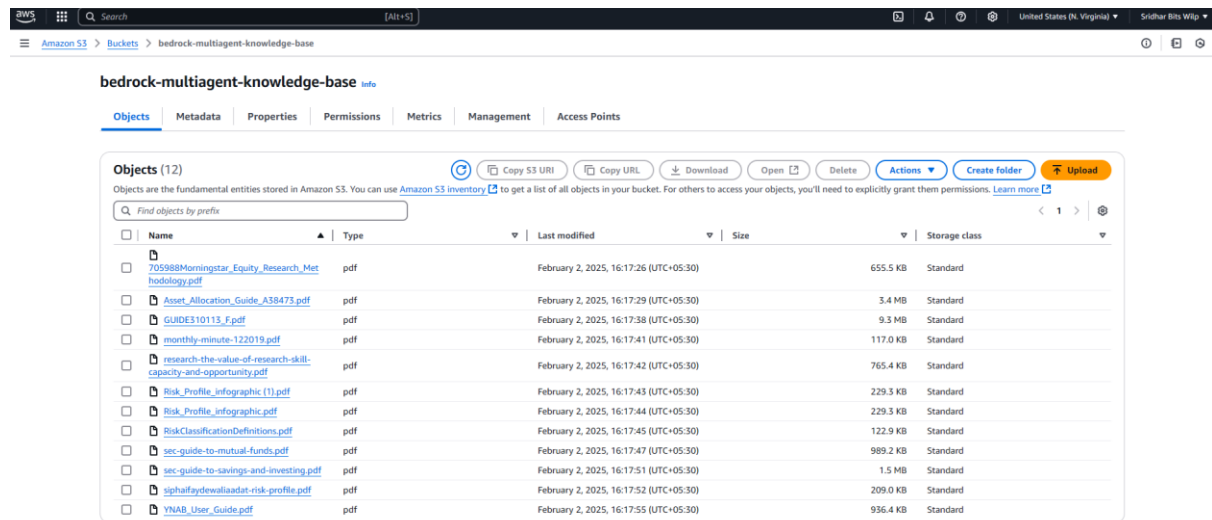 aws Search [Alt+S] United States (N. Virginia) ▼ Sridhar Bits Wilp ▼
Amazon S3 > Buckets > bedrock-multiagent-knowledge-base
bedrock-multiagent-knowledge-base Info
Objects Metadata Properties Permissions Metrics Management Access Points
Objects (12) Copy S3 URI Copy URL Download Open Delete Actions ▼ Create folder Upload
Objects are the fundamental entities stored in Amazon S3. You can use Amazon S3 inventory to get a list of all objects in your bucket. For others to access your objects, you'll need to explicitly grant them permissions. Learn more
Find objects by prefix < 1 >
Name Type Last modified Size Storage class
705988Morningstar_Equity_Research_Met
hodology.pdf pdf February 2, 2025, 16:17:26 (UTC+05:30) 655.5 KB Standard
Asset_Allocation_Guide_A38473.pdf pdf February 2, 2025, 16:17:29 (UTC+05:30) 3.4 MB Standard
GUIDE310113_F.pdf pdf February 2, 2025, 16:17:38 (UTC+05:30) 9.3 MB Standard
monthly-minute-122019.pdf pdf February 2, 2025, 16:17:41 (UTC+05:30) 117.0 KB Standard
research-the-value-of-research-skill-
capacity-and-opportunity.pdf pdf February 2, 2025, 16:17:42 (UTC+05:30) 765.4 KB Standard
Risk_Profile_infographic (1).pdf pdf February 2, 2025, 16:17:43 (UTC+05:30) 229.3 KB Standard
Risk_Profile_infographic.pdf pdf February 2, 2025, 16:17:44 (UTC+05:30) 229.3 KB Standard
RiskClassificationDefinitions.pdf pdf February 2, 2025, 16:17:45 (UTC+05:30) 122.9 KB Standard
sec-guide-to-mutual-funds.pdf pdf February 2, 2025, 16:17:47 (UTC+05:30) 989.2 KB Standard
sec-guide-to-savings-and-investing.pdf pdf February 2, 2025, 16:17:51 (UTC+05:30) 1.5 MB Standard
siphaifaydewaliaadat-risk-profile.pdf pdf February 2, 2025, 16:17:52 (UTC+05:30) 209.0 KB Standard
YNAB_User_Guide.pdf pdf February 2, 2025, 16:17:55 (UTC+05:30) 936.4 KB Standard